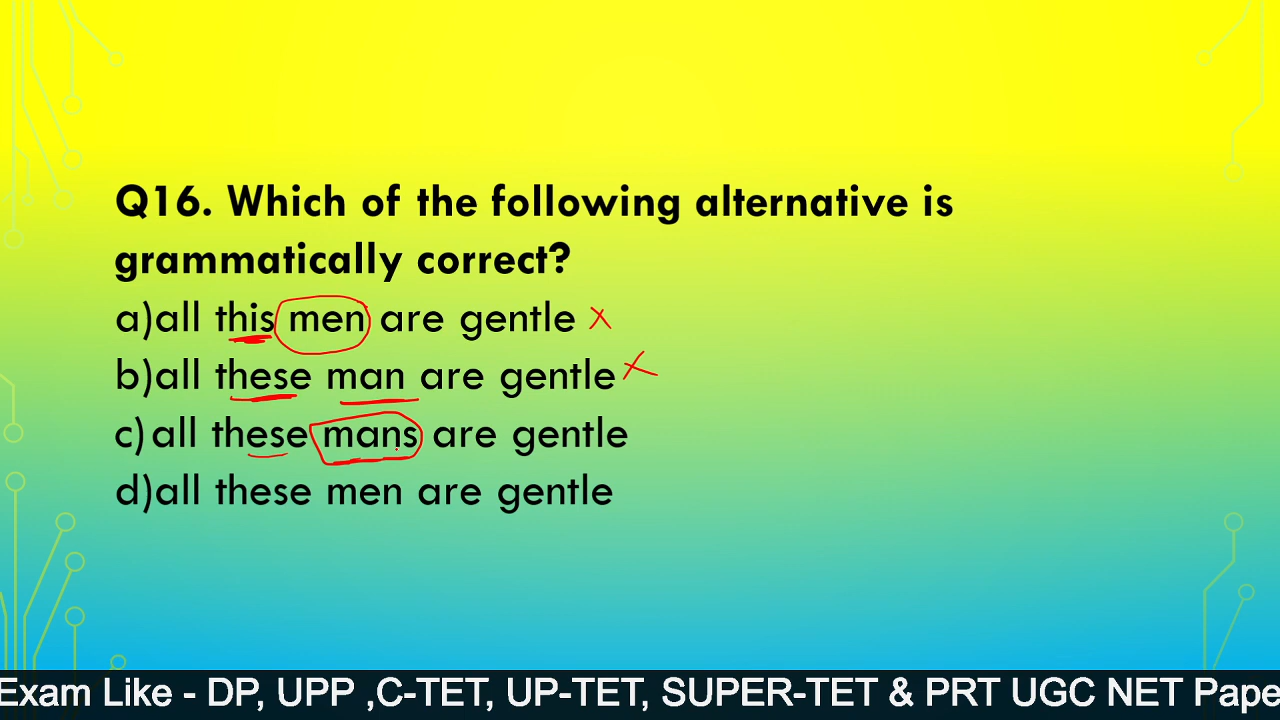 Q16. Which of the following alternative is
grammatically correct?
a)all this men are gentle x
b)all these man are gentle x
c) all these mans are gentle
d)all these men are gentle
Exam Like - DP, UPP ,C-TET, UP-TET, SUPER-TET & PRT UGC NET Pape